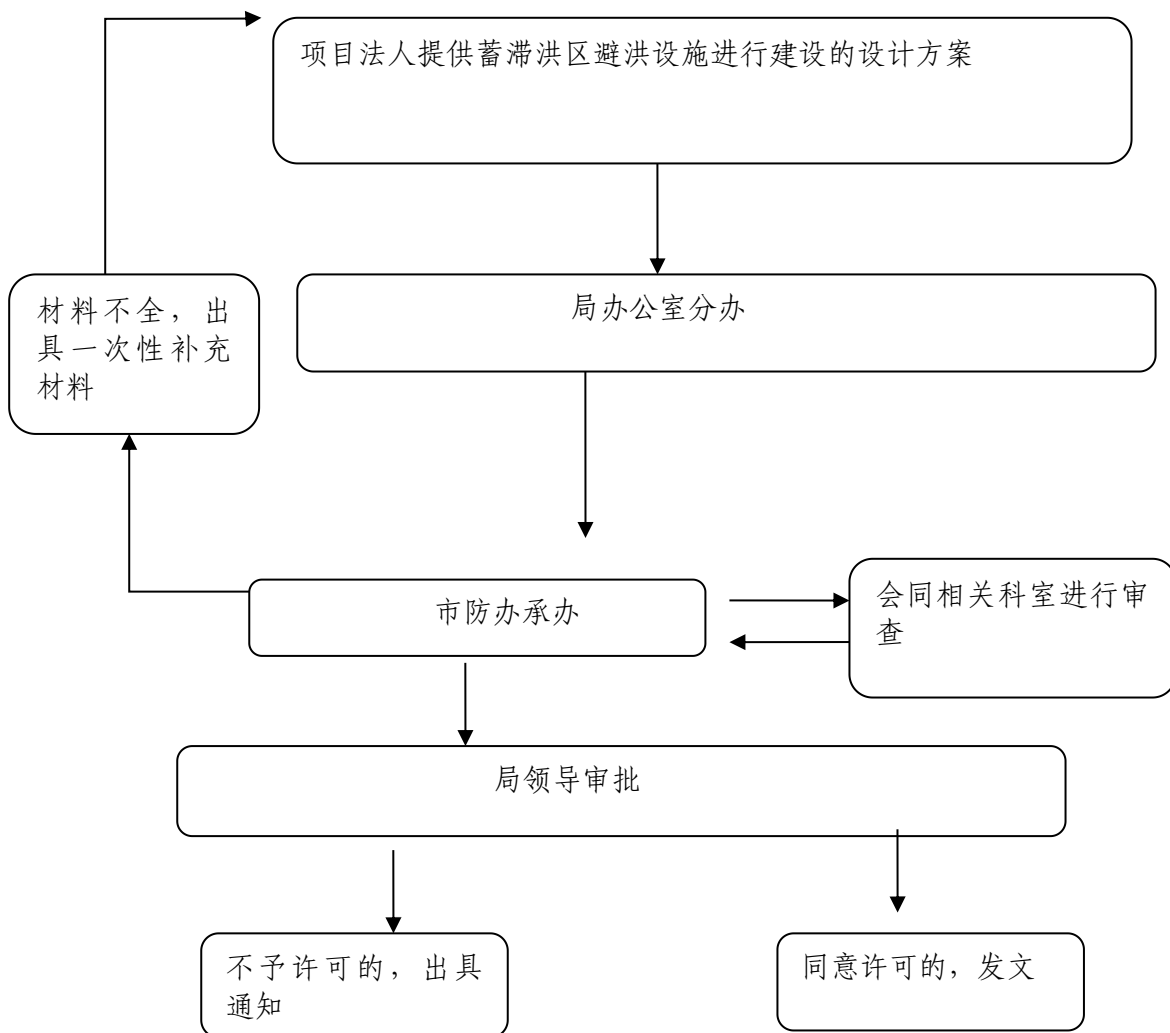 项目法人提供蓄滞洪区避洪设施进行建设的设计方案
局办公室分办
材料不全，出
具一次性补充
材料
市防办承办
会同相关科室进行审
查
局领导审批
不予许可的，出具
通知
同意许可的，发文